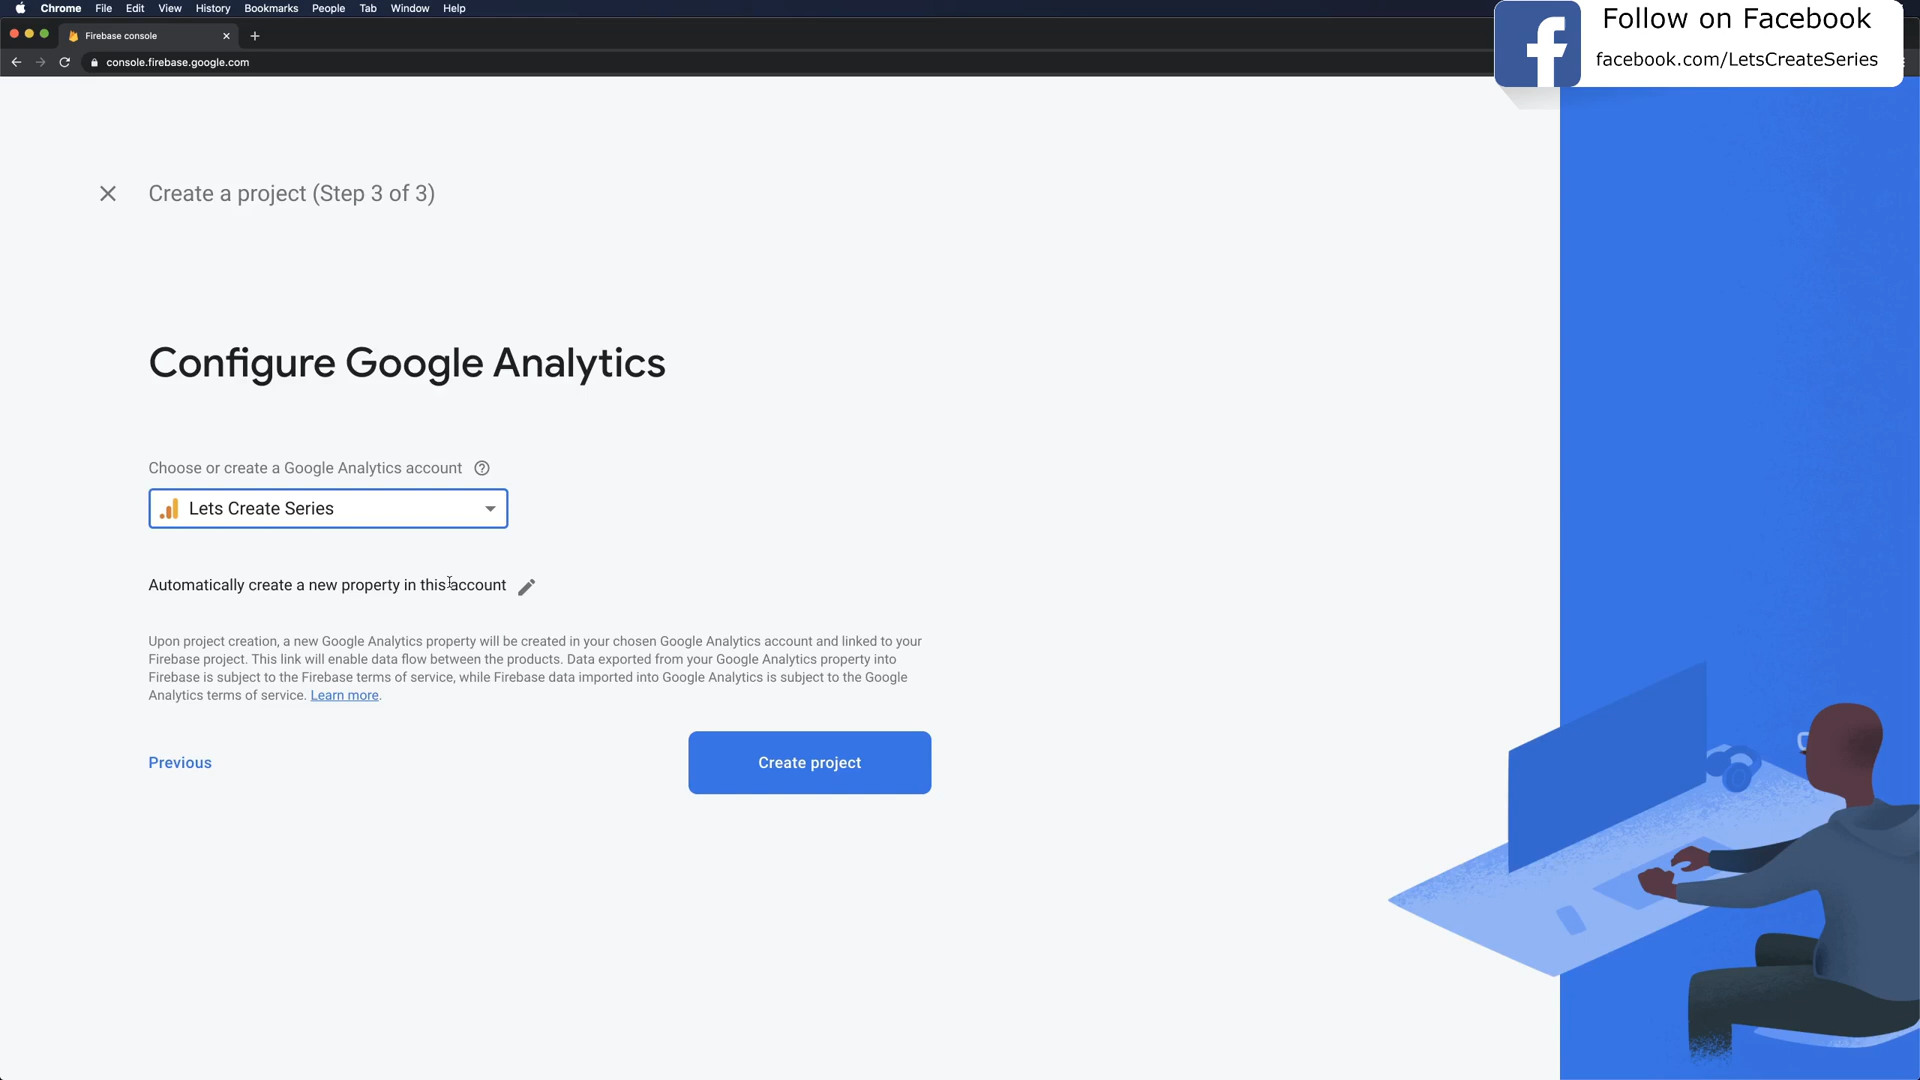 Chrome File Edit View History Bookmarks People Tab Window Help
Firebase console
console.firebase.google.com
Follow on Facebook
facebook.com/LetsCreateSeries
Create a project (Step 3 of 3)
Configure Google Analytics
Choose or create a Google Analytics account
Lets Create Series
Automatically create a new property in this account
Upon project creation, a new Google Analytics property will be created in your chosen Google Analytics account and linked to your
Firebase project. This link will enable data flow between the products. Data exported from your Google Analytics property into
Firebase is subject to the Firebase terms of service, while Firebase data imported into Google Analytics is subject to the Google
Analytics terms of service. Learn more.
Previous
Create project